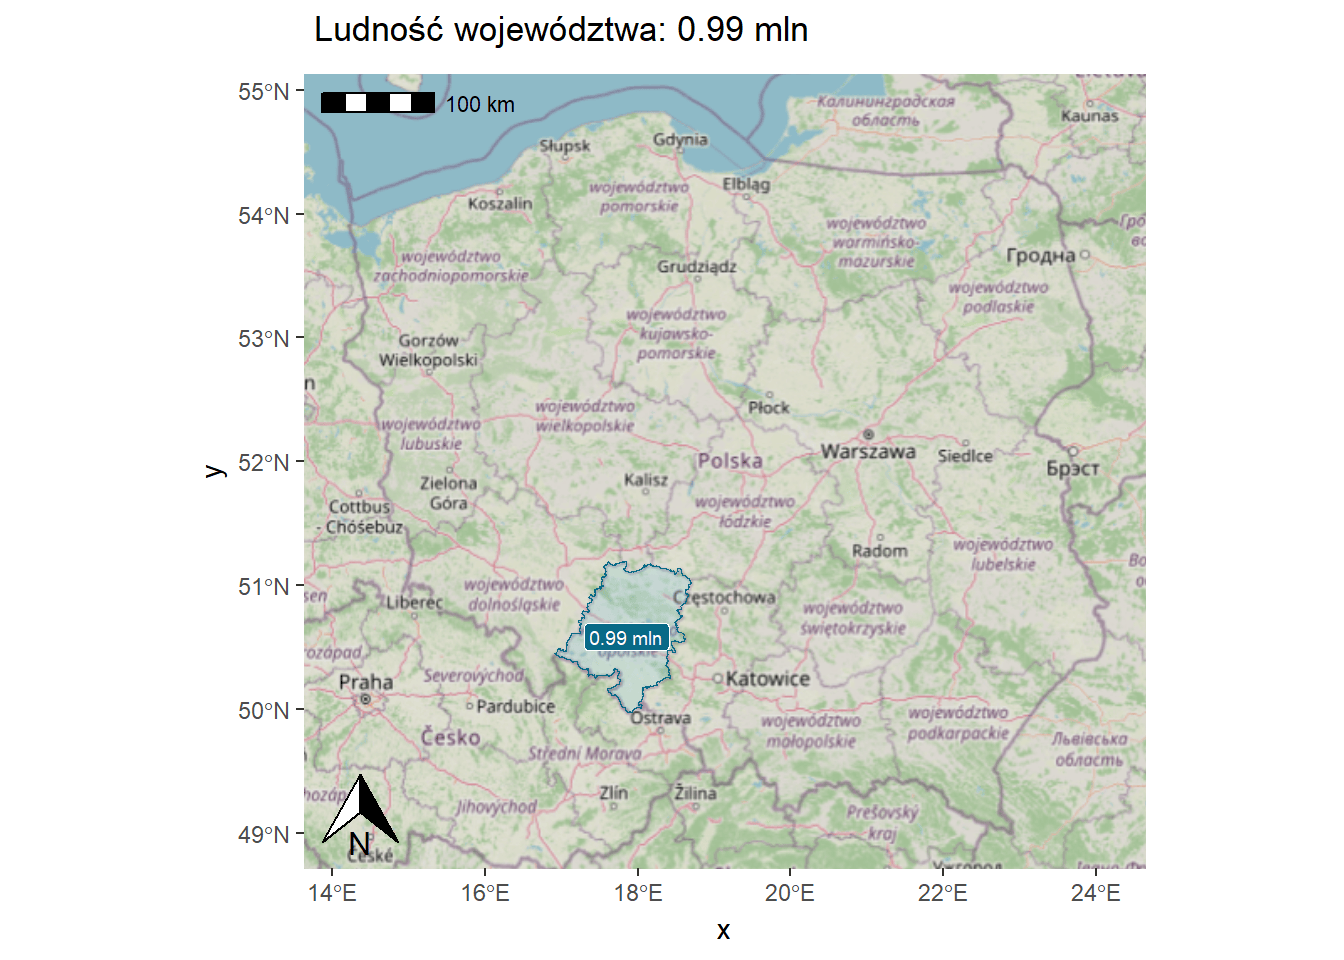 Ludność województwa: 0.99 mln
55°N
54°N
53°N
52°N
51°N
50°N
49°N
y
100 km
Калининградская
область
Kaunas
Słupsk
Gdynia
Elbląg
Koszalin
województwo
pomorskie
województwo
warmińsko-
mazurskie
Гродна
województwo
zachodniopomorskie
Grudziądz
województwo
podlaskie
województwo
kujawsko-
pomorskie
Gorzów
Wielkopolski
n
Płock
województwo
wielkopolskie
województwo
lubuskie
Warszawa
Siedlce
Брэст
Polska
Zielona
Góra
Kalisz
Cottbus
- Chóśebuz
województwo
łódzkie
Radom
województwo
lubelskie
województwo
dolnośląskie
Liberec
Częstochowa
województwo
świętokrzyskie
0.99 mln
opolskie
Praha
Severovýchod
Katowice
Pardubice
Ostrava
województwo
małopolskie
województwo
podkarpackie
Česko
Střední Morava
Львівська
область
Zlín
Žilina
Jihovýchod
Prešovský
kraj
N
České
14°E
16°E
18°E
20°E
22°E
24°E
x